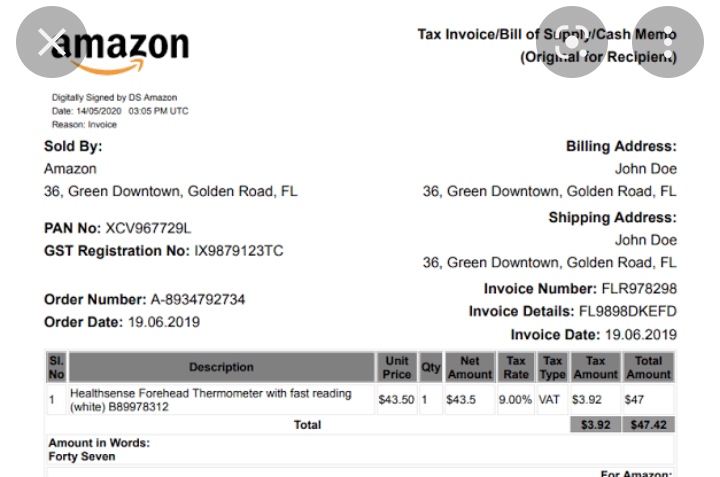 amazon
Tax Invoice/Bill of Supply/Cash Memo
(Original for Recipient)
Digitally Signed by DS Amazon
Date: 14/05/2020 03:05 PM UTC
Reason: Invoice
Sold By:
Amazon
36, Green Downtown, Golden Road, FL
PAN No: XCV967729L
GST Registration No: IX9879123TC
Order Number: A-8934792734
Order Date: 19.06.2019
Billing Address:
John Doe
36, Green Downtown, Golden Road, FL
Shipping Address:
John Doe
36, Green Downtown, Golden Road, FL
Invoice Number: FLR978298
Invoice Details: FL9898DKEFD
Invoice Date: 19.06.2019
Sl. No Description Unit Price Qty Net Amount Tax Rate Tax Type Tax Amount Total Amount
1 Healthsense Forehead Thermometer with fast reading (white) B89978312 $43.50 1 $43.5 9.00% VAT $3.92 $47
Total $3.92 $47.42
Amount in Words:
Forty Seven
For Amazon: